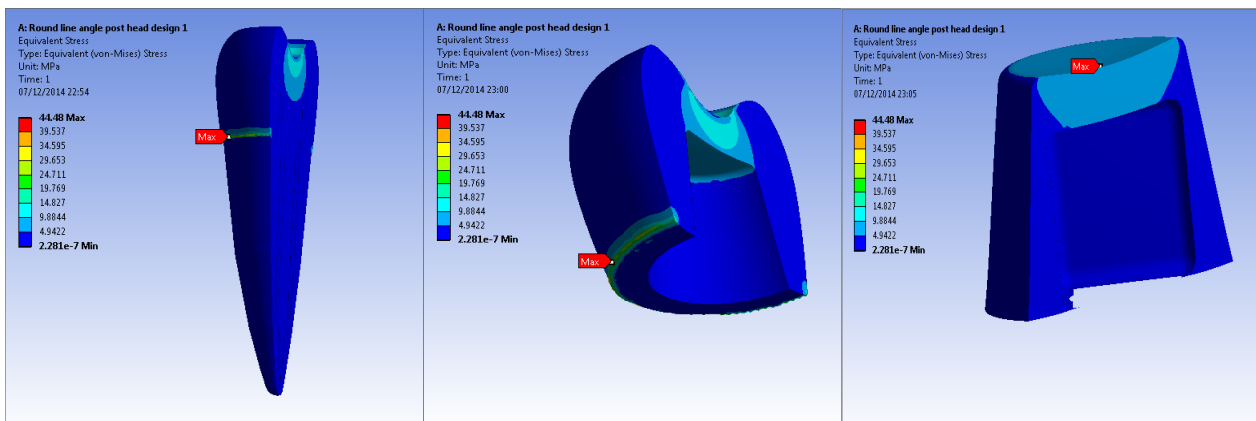 A: Round line angle post head design 1
Equivalent Stress
Type: Equivalent (von-Mises) Stress
Unit: MPa
Time: 1
07/12/2014 22:54
44.48 Max
39.537
34.595
29.653
24.711
19.769
14.827
9.8844
4.9422
2.281e-7 Min
Max
A: Round line angle post head design 1
Equivalent Stress
Type: Equivalent (von-Mises) Stress
Unit: MPa
Time: 1
07/12/2014 23:00
44.48 Max
39.537
34.595
29.653
24.711
19.769
14.827
9.8844
4.9422
2.281e-7 Min
Max
A: Round line angle post head design 1
Equivalent Stress
Type: Equivalent (von-Mises) Stress
Unit: MPa
Time: 1
07/12/2014 23:05
44.48 Max
39.537
34.595
29.653
24.711
19.769
14.827
9.8844
4.9422
2.281e-7 Min
Max